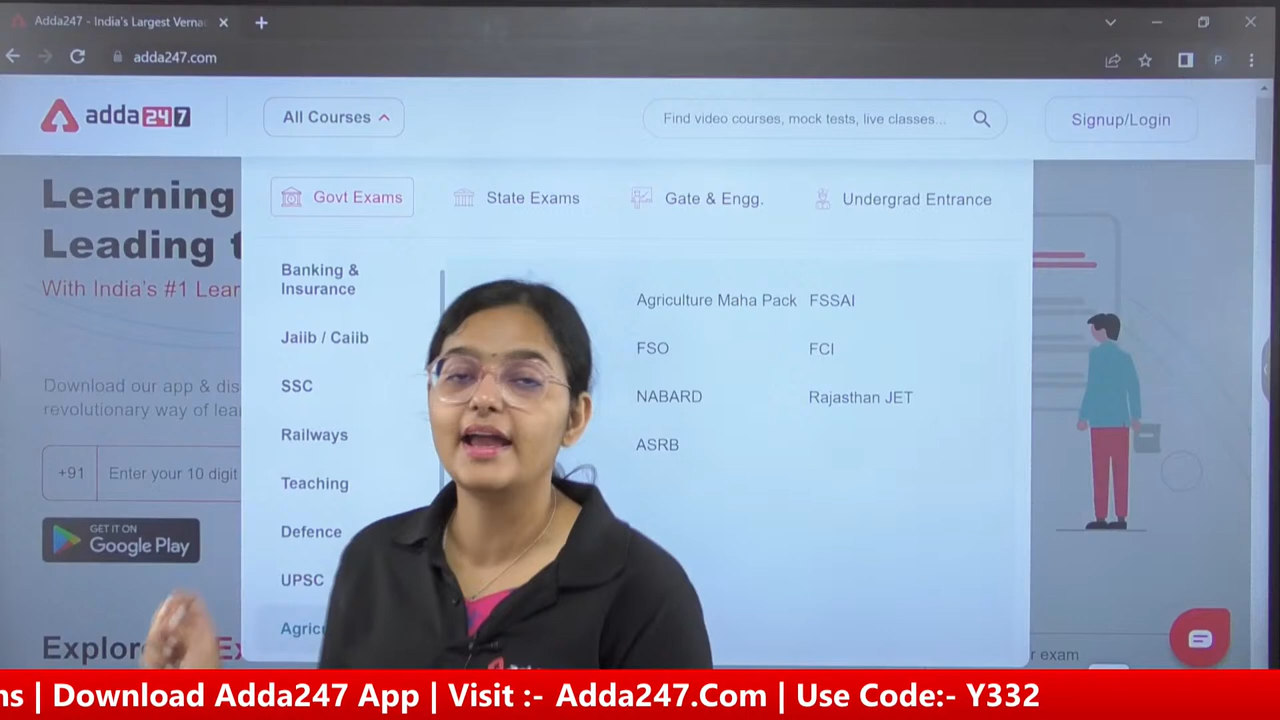 Adda247 - India's Largest Verna
adda247.com
P
adda247
All Courses
Find video courses, mock tests, live classes...
Signup/Login
Learning
Leading
With India's #1 Lear
Download our app & dis
revolutionary way of lea
+91 Enter your 10 digit
GET IT ON
Google Play
Explore
Govt Exams
State Exams
Gate & Engg.
Undergrad Entrance
Banking &
Insurance
Jaiib / Caiib
SSC
Railways
Teaching
Defence
UPSC
Agricu
Agriculture Maha Pack FSSAI
FSO FCI
NABARD Rajasthan JET
ASRB
r exam
ns | Download Adda247 App | Visit :- Adda247.Com | Use Code:- Y332